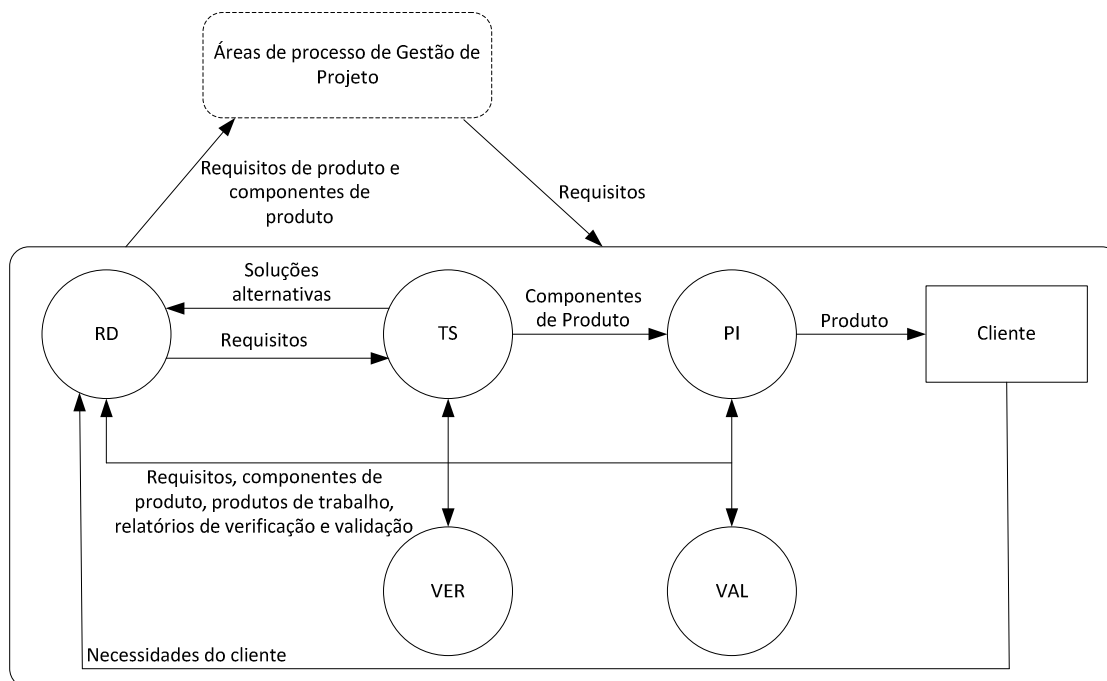 Áreas de processo de Gestão de
Projeto
Requisitos de produto e
componentes de
produto
Requisitos
Soluções
alternativas
Requisitos
Componentes
de Produto
Produto
RD
TS
PI
Cliente
Requisitos, componentes de
produto, produtos de trabalho,
relatórios de verificação e validação
VER
VAL
Necessidades do cliente